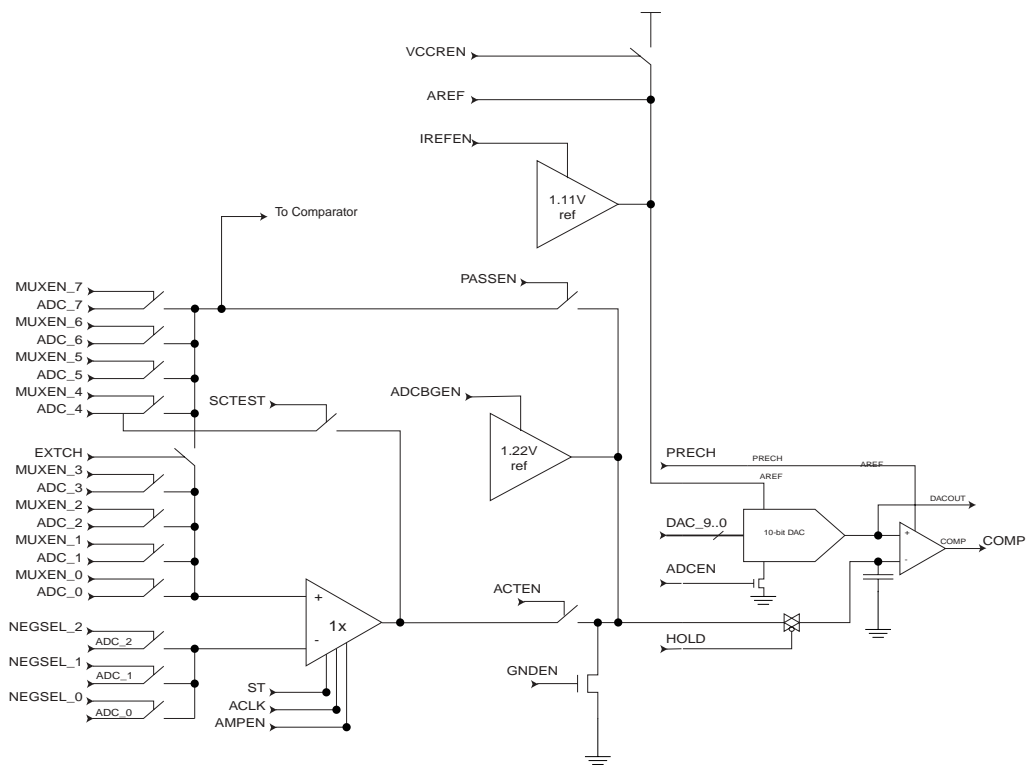 VCCREN
AREF
IREFEN
1.11V
ref
To Comparator
PASSEN
MUXEN_7
ADC_7
MUXEN_6
ADC_6
MUXEN_5
ADC_5
MUXEN_4
ADC_4
SCTEST
ADCBGEN
1.22V
ref
EXTCH
MUXEN_3
ADC_3
MUXEN_2
ADC_2
MUXEN_1
ADC_1
MUXEN_0
ADC_0
PRECH
PRECH
AREF
AREF
DACOUT
DAC_9..0
10-bit DAC
+
-
COMP
COMP
ADCEN
ACTEN
+
-
1x
NEGSEL_2
ADC_2
NEGSEL_1
ADC_1
NEGSEL_0
ADC_0
HOLD
GNDEN
ST
ACLK
AMPEN